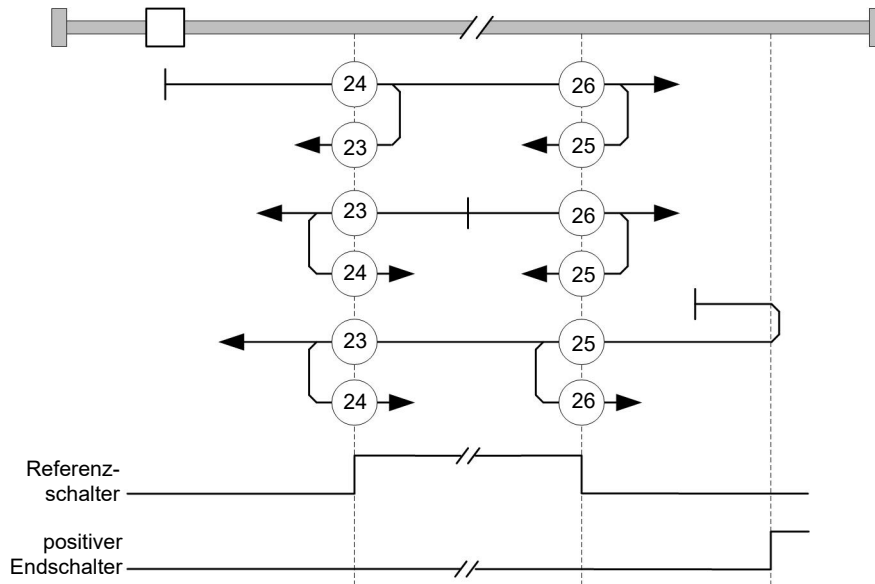 24 26
23 25
23 26
24 25
23 25
24 26
Referenz-
schalter
positiver
Endschalter